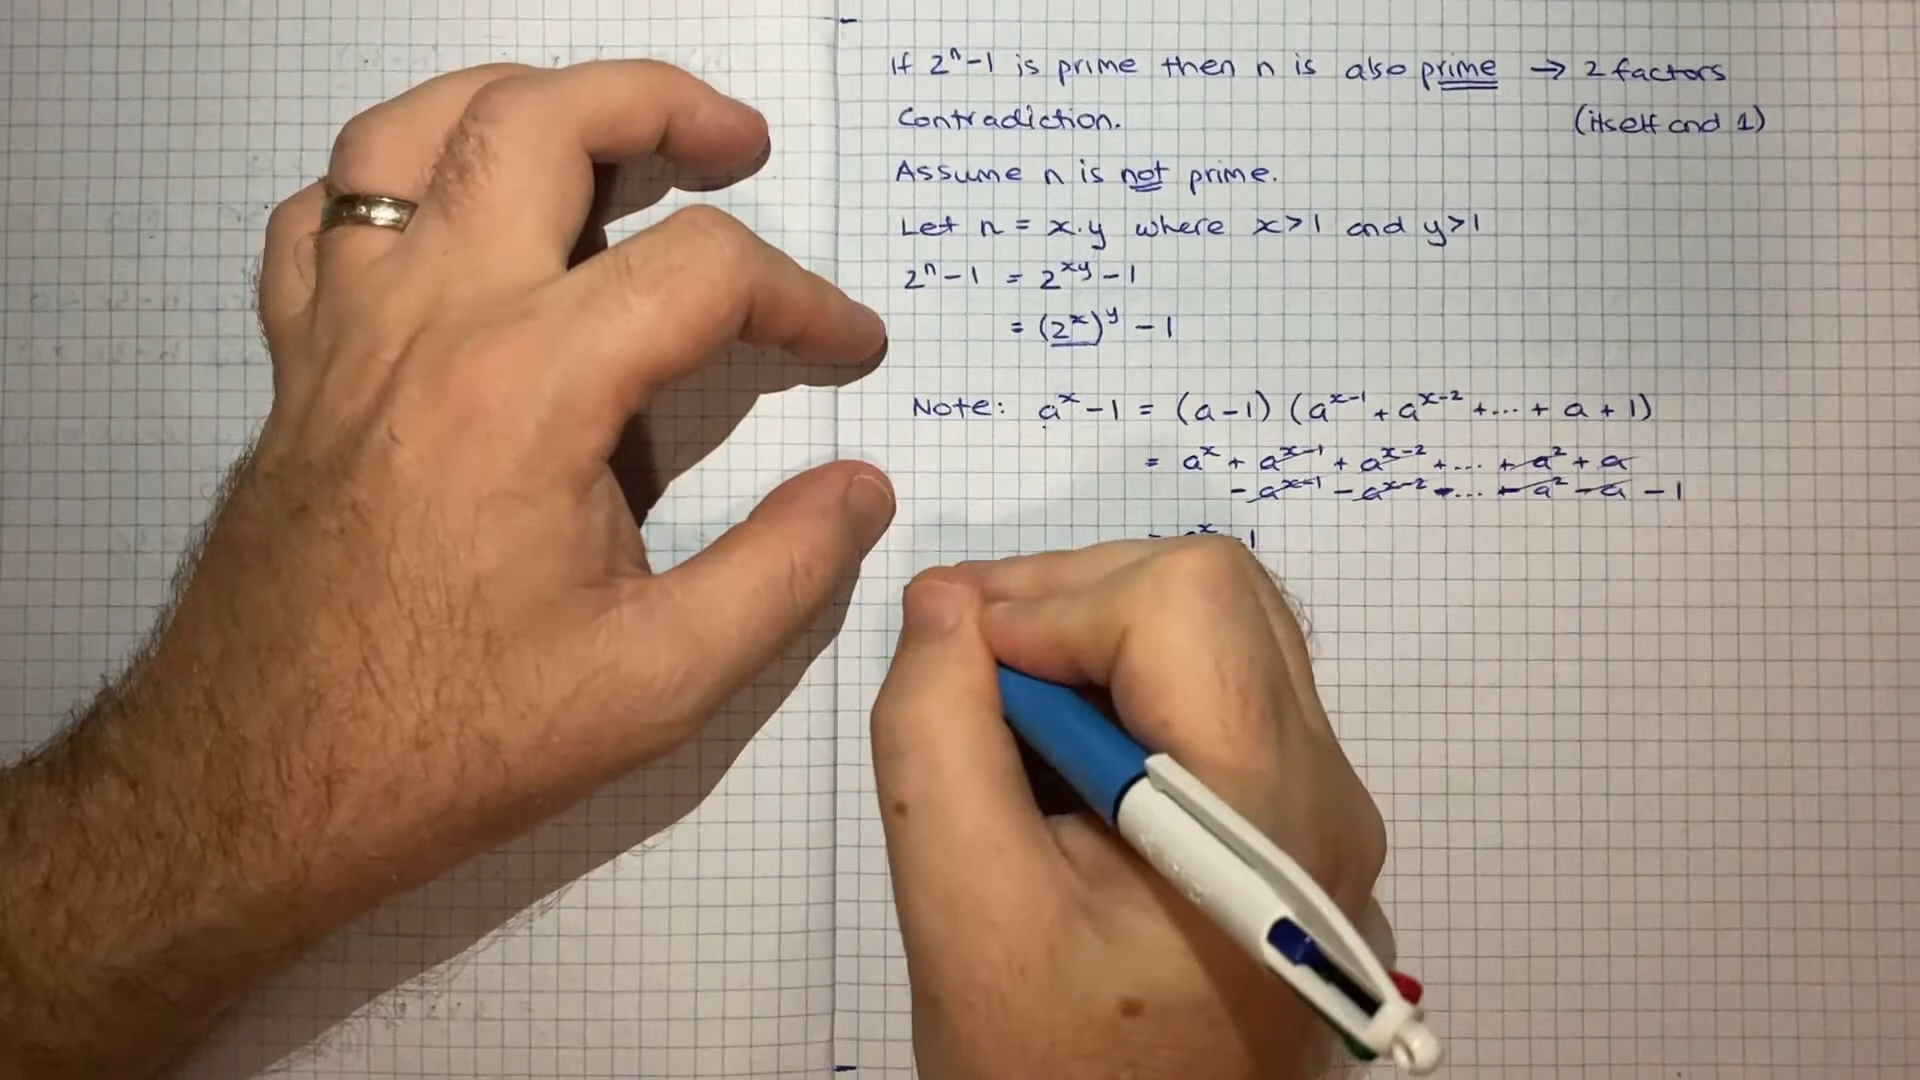 If 2ⁿ-1 is prime then n is also prime → 2 factors
Contradiction. (itself and 1)
Assume n is not prime.
Let n = x.y where x>1 and y>1
2ⁿ - 1 = 2^xy - 1
= (2^x)^y - 1
Note: a^x - 1 = (a-1) (a^x-1 + a^x-2 + ... + a + 1)
= a^x + a^x-1 + a^x-2 + ... + a² + a
- a^x-1 - a^x-2 - ... - a² - a - 1
= a^x - 1